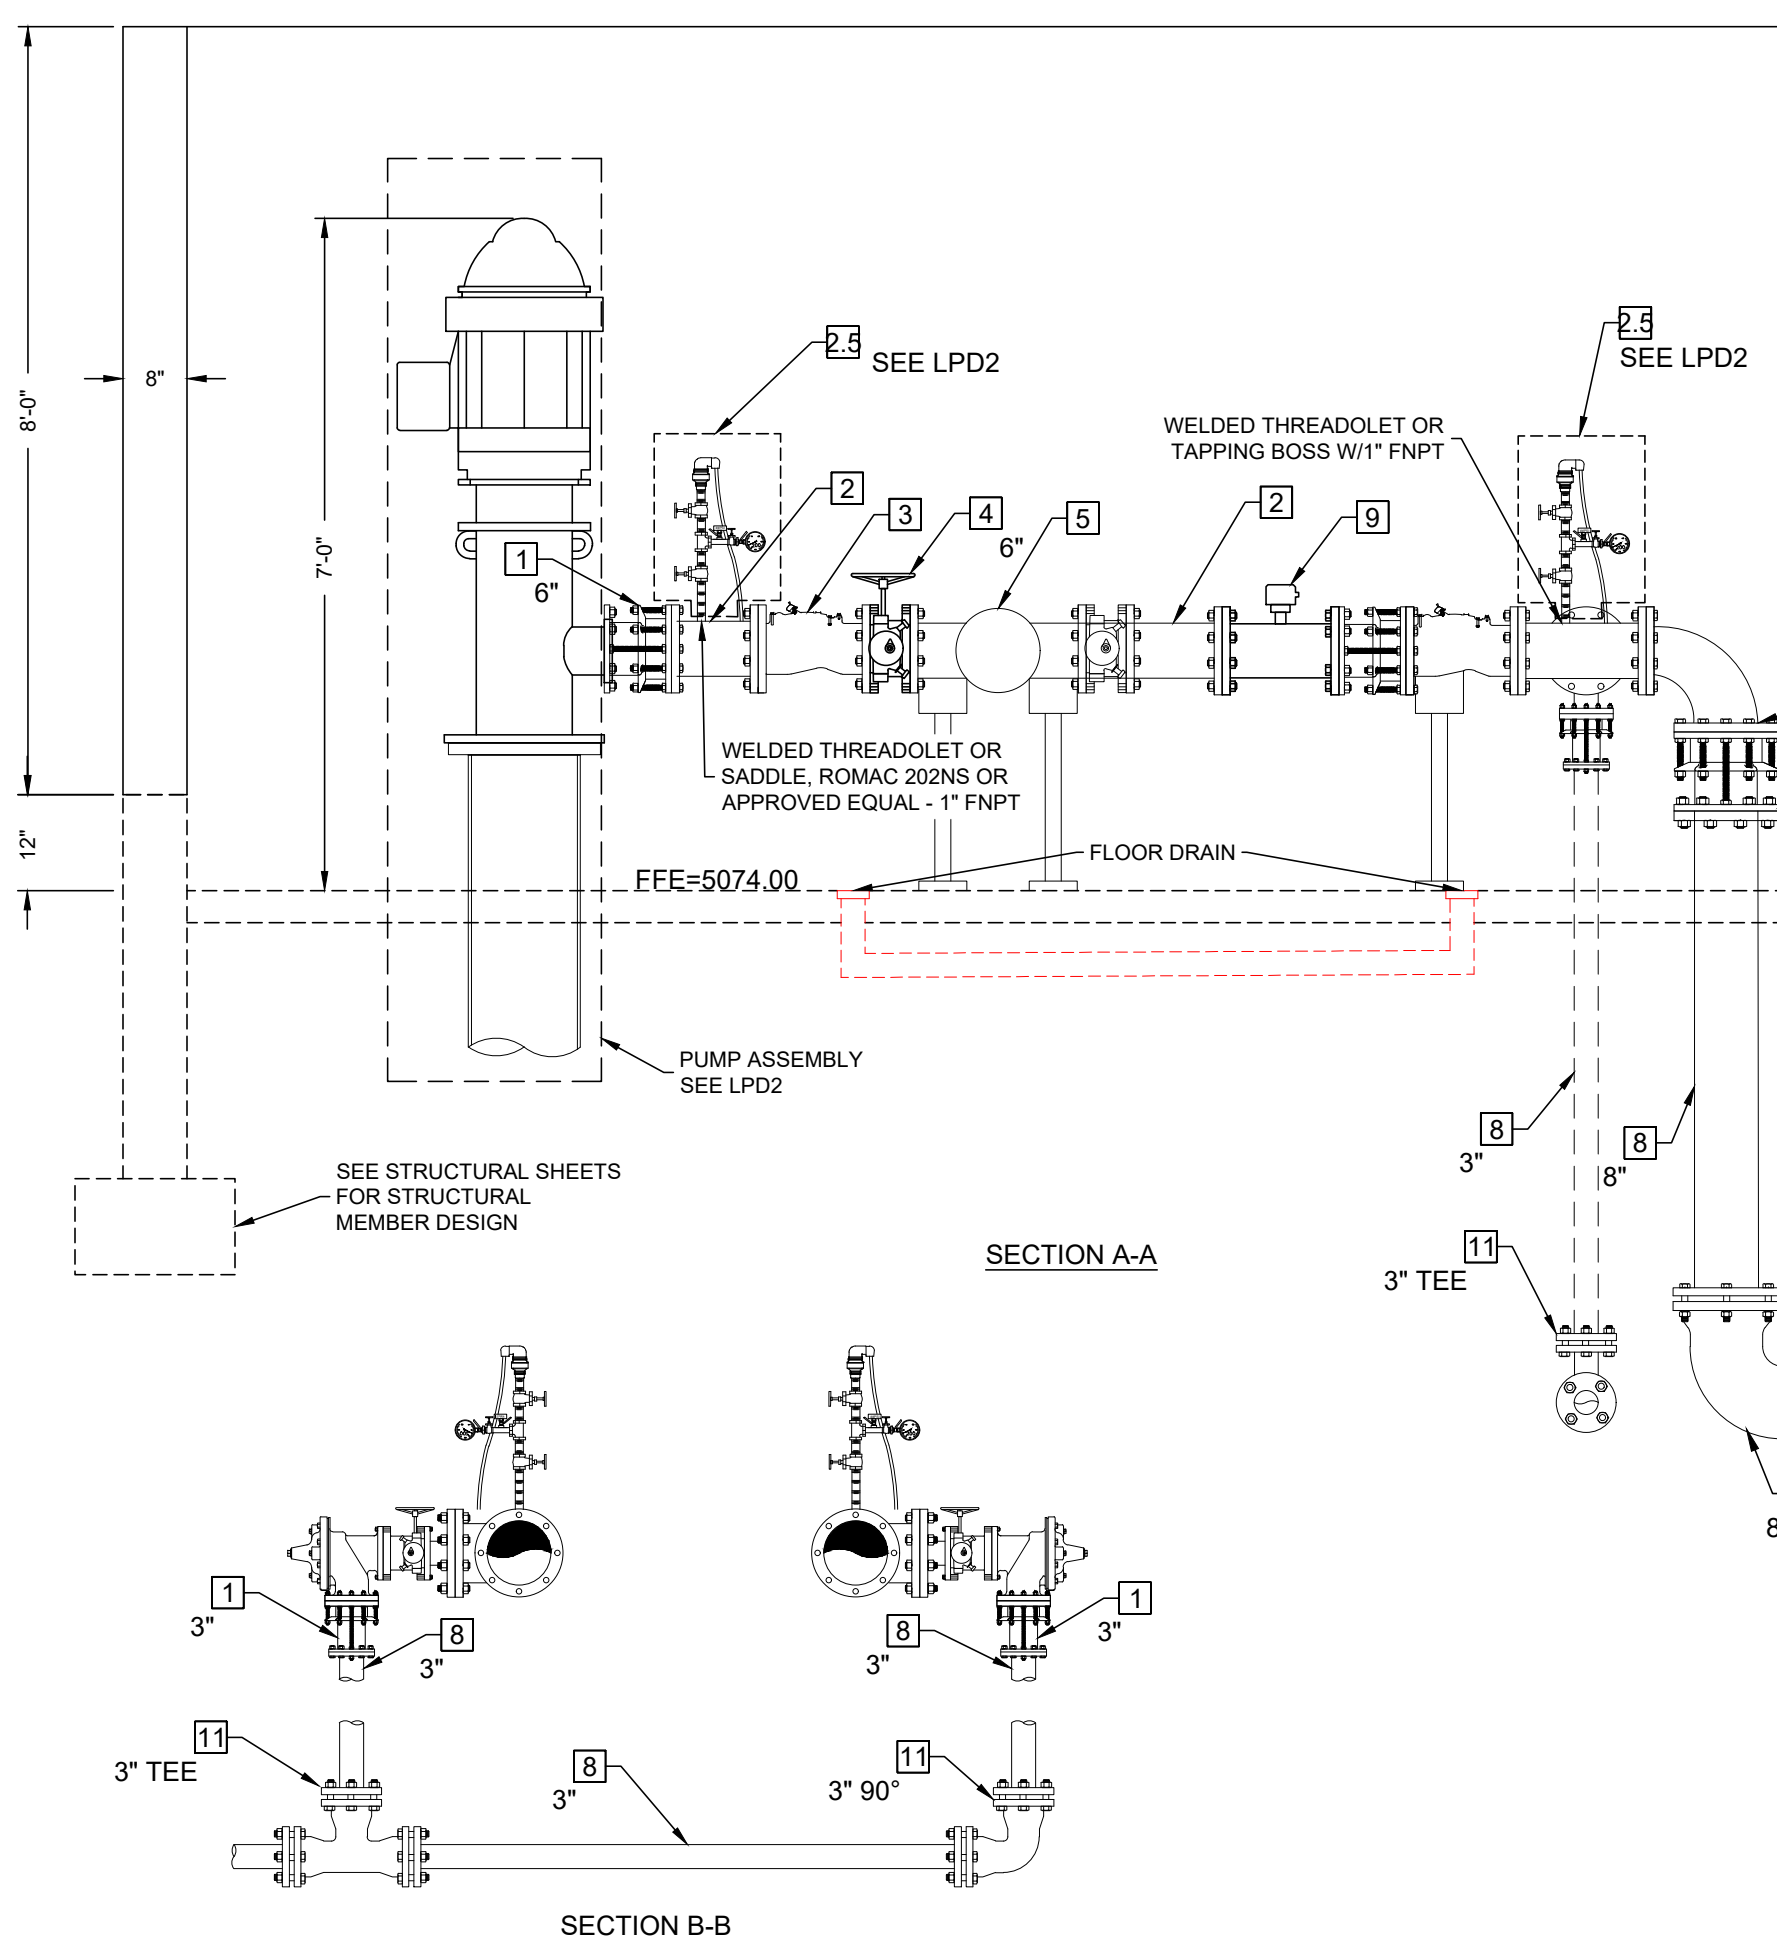 8'-0"
8"
12"
7'-0"
2.5
SEE LPD2
2.5
SEE LPD2
WELDED THREADOLET OR
TAPPING BOSS W/1" FNPT
2
3
4
6"
5
2
9
1
6"
WELDED THREADOLET OR
SADDLE, ROMAC 202NS OR
APPROVED EQUAL - 1" FNPT
FLOOR DRAIN
FFE=5074.00
PUMP ASSEMBLY
SEE LPD2
8
3"
8
8"
SEE STRUCTURAL SHEETS
FOR STRUCTURAL
MEMBER DESIGN
SECTION A-A
11
3" TEE
8
1
3"
8
3"
8
3"
1
3"
11
3" TEE
8
3"
11
3" 90°
SECTION B-B